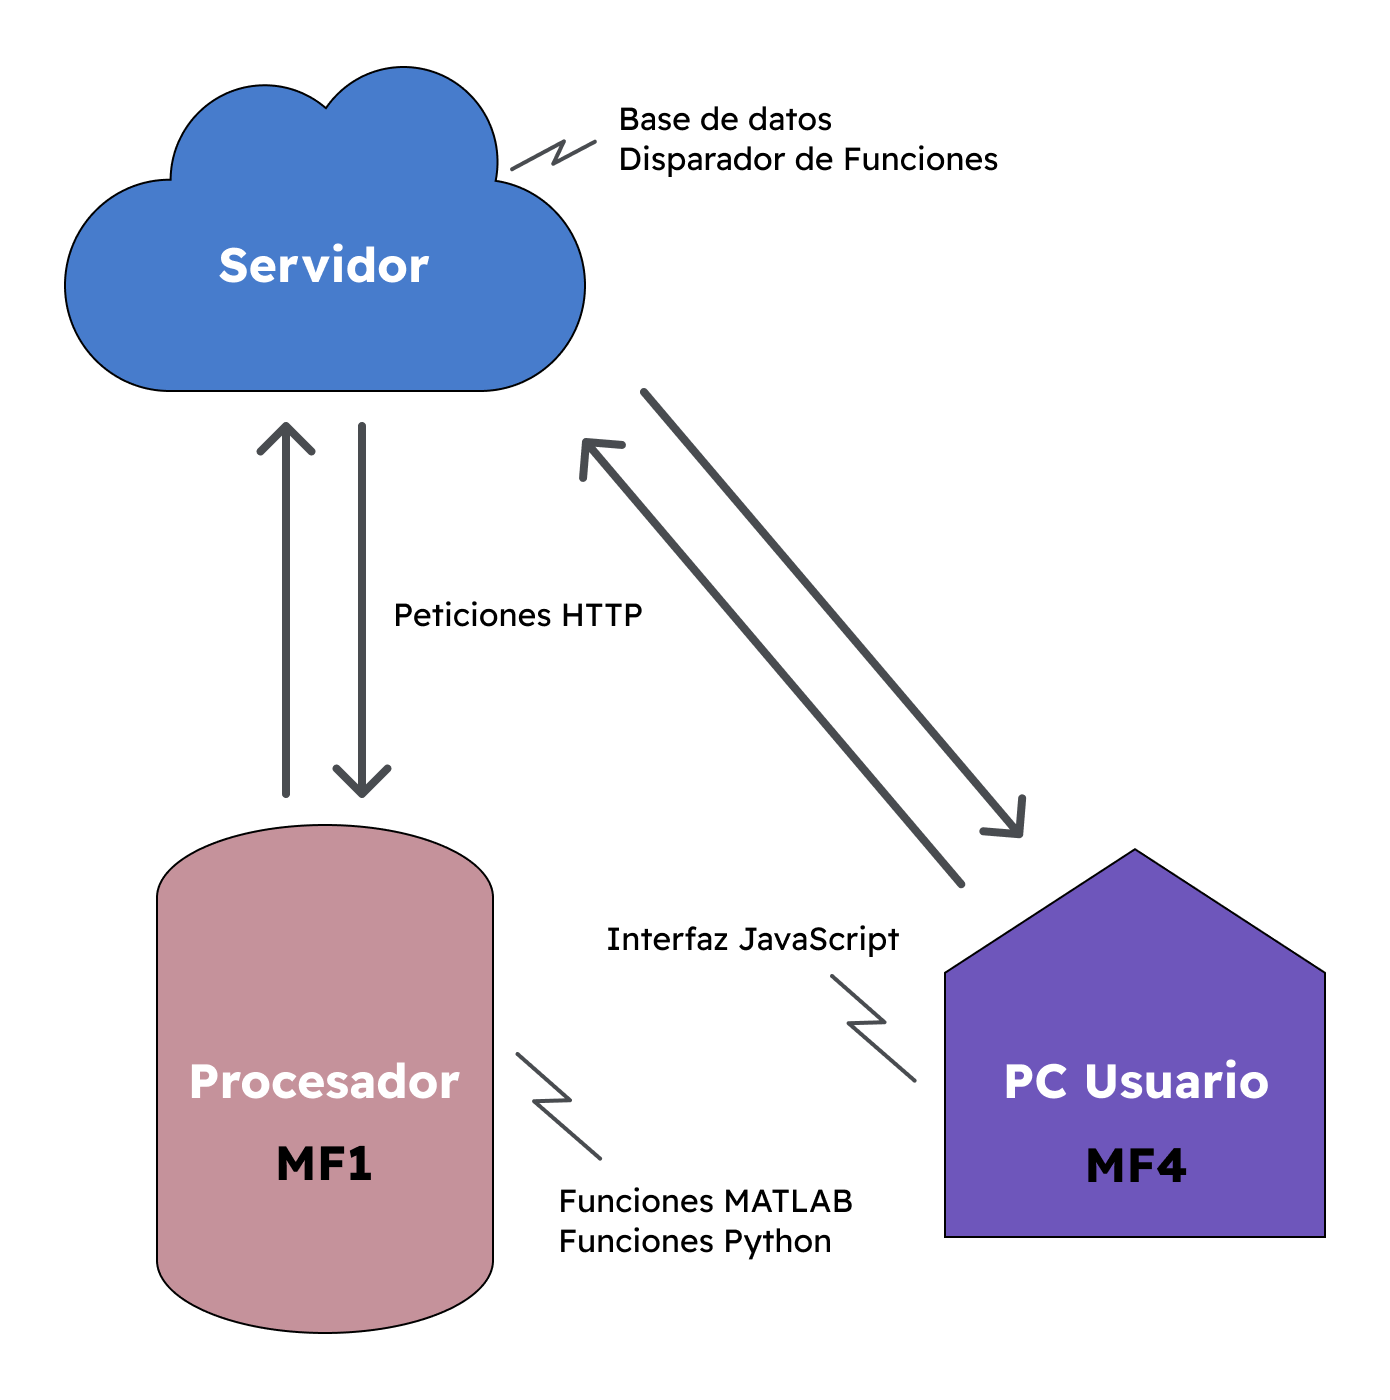 Base de datos
Disparador de Funciones
Servidor
Peticiones HTTP
Interfaz JavaScript
Procesador
MF1
PC Usuario
MF4
Funciones MATLAB
Funciones Python